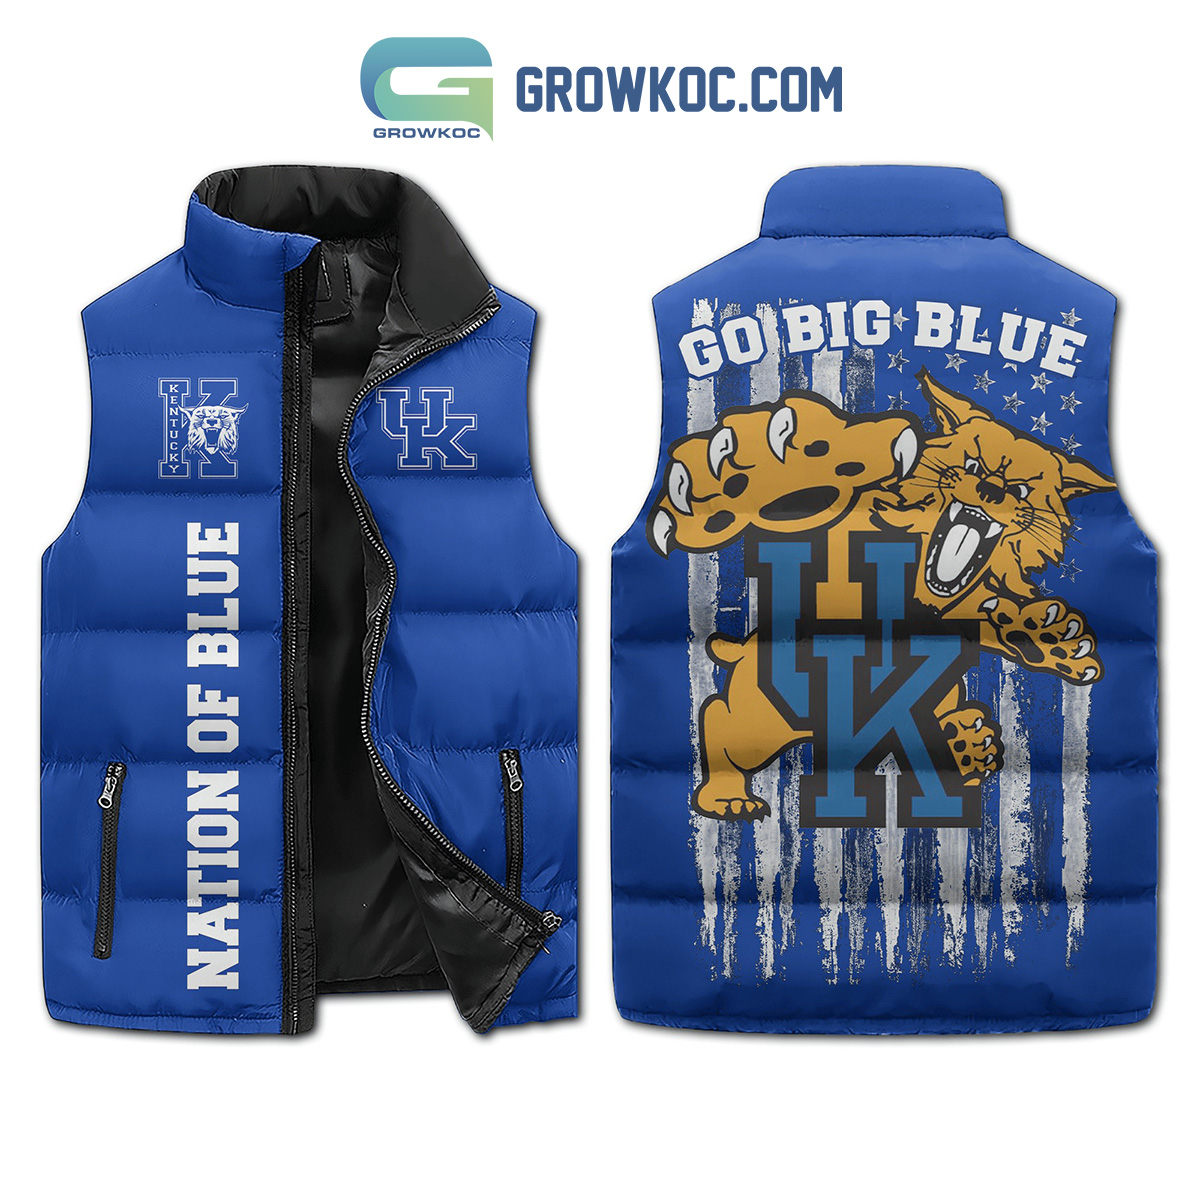 GROWKOC
GROWKOC.COM
KENTUCKY
K
UK
NATION OF BLUE
GO BIG BLUE
UK